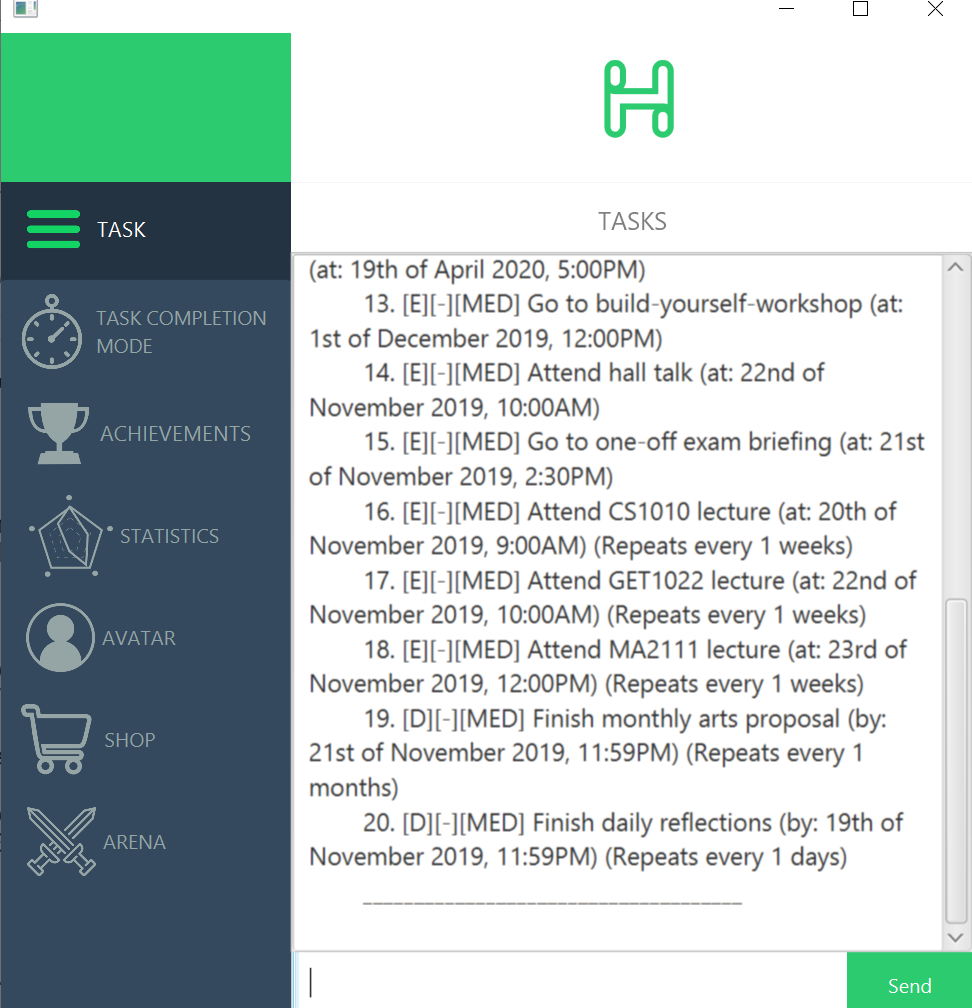 TASK
TASK COMPLETION
MODE
ACHIEVEMENTS
STATISTICS
AVATAR
SHOP
ARENA
TASKS
(at: 19th of April 2020, 5:00PM)
13. [E][-][MED] Go to build-yourself-workshop (at:
1st of December 2019, 12:00PM)
14. [E][-][MED] Attend hall talk (at: 22nd of
November 2019, 10:00AM)
15. [E][-][MED] Go to one-off exam briefing (at: 21st
of November 2019, 2:30PM)
16. [E][-][MED] Attend CS1010 lecture (at: 20th of
November 2019, 9:00AM) (Repeats every 1 weeks)
17. [E][-][MED] Attend GET1022 lecture (at: 22nd of
November 2019, 10:00AM) (Repeats every 1 weeks)
18. [E][-][MED] Attend MA2111 lecture (at: 23rd of
November 2019, 12:00PM) (Repeats every 1 weeks)
19. [D][-][MED] Finish monthly arts proposal (by:
21st of November 2019, 11:59PM) (Repeats every 1
months)
20. [D][-][MED] Finish daily reflections (by: 19th of
November 2019, 11:59PM) (Repeats every 1 days)
Send